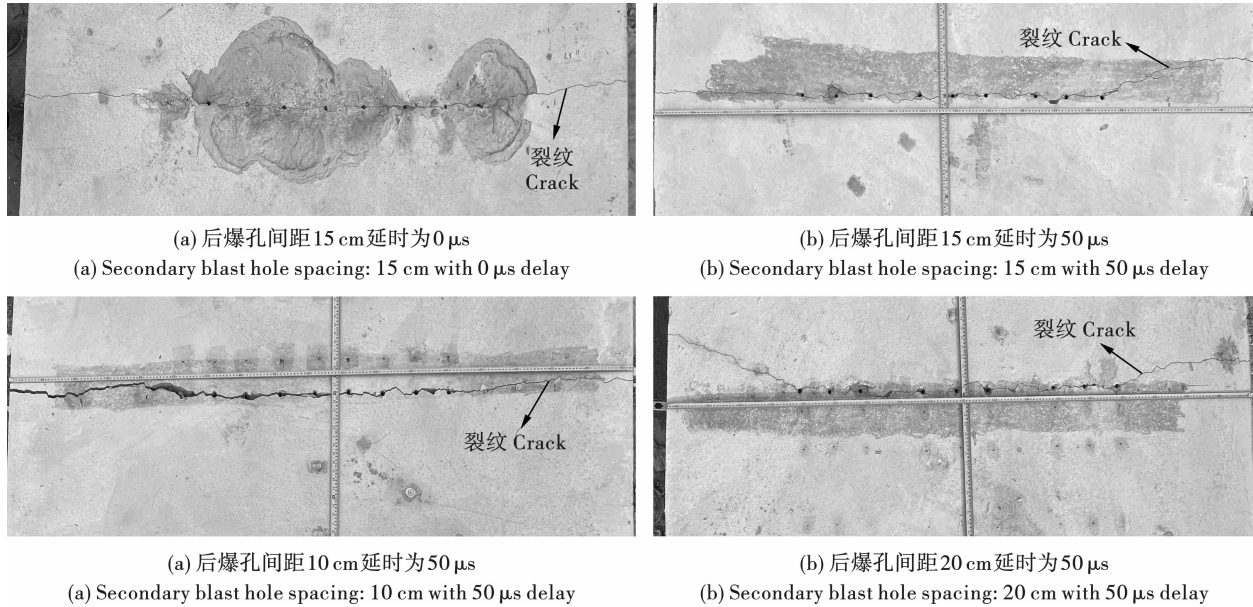 裂纹
Crack
裂纹 Crack
(a) 后爆孔间距15 cm延时为0 μs
(a) Secondary blast hole spacing: 15 cm with 0 μs delay
(b) 后爆孔间距15 cm延时为50 μs
(b) Secondary blast hole spacing: 15 cm with 50 μs delay
裂纹 Crack
裂纹 Crack
(a) 后爆孔间距10 cm延时为50 μs
(a) Secondary blast hole spacing: 10 cm with 50 μs delay
(b) 后爆孔间距20 cm延时为50 μs
(b) Secondary blast hole spacing: 20 cm with 50 μs delay